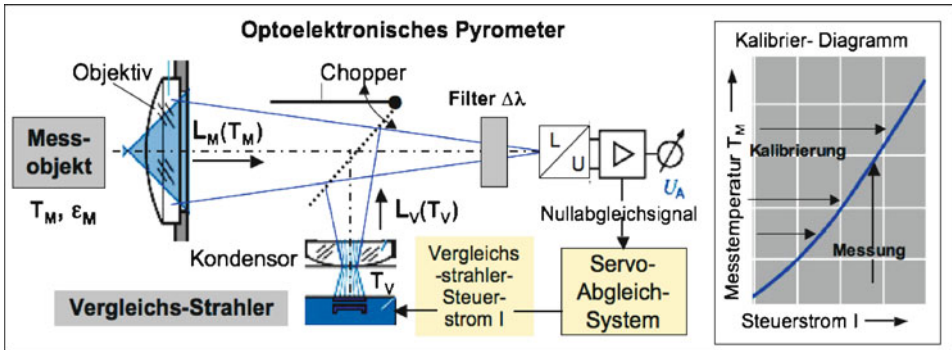 Optoelektronisches Pyrometer
Objektiv
Chopper
Filter Δλ
Mess-
objekt
L_M(T_M)
T_M, ε_M
L
U
U_A
Nullabgleichsignal
L_V(T_V)
Kondensor
T_V
Vergleichs-Strahler
Vergleichs
-strahler-
Steuer-
strom I
Servo-
Abgleich-
System
Kalibrier- Diagramm
Messtemperatur T_M
Kalibrierung
Messung
Steuerstrom I